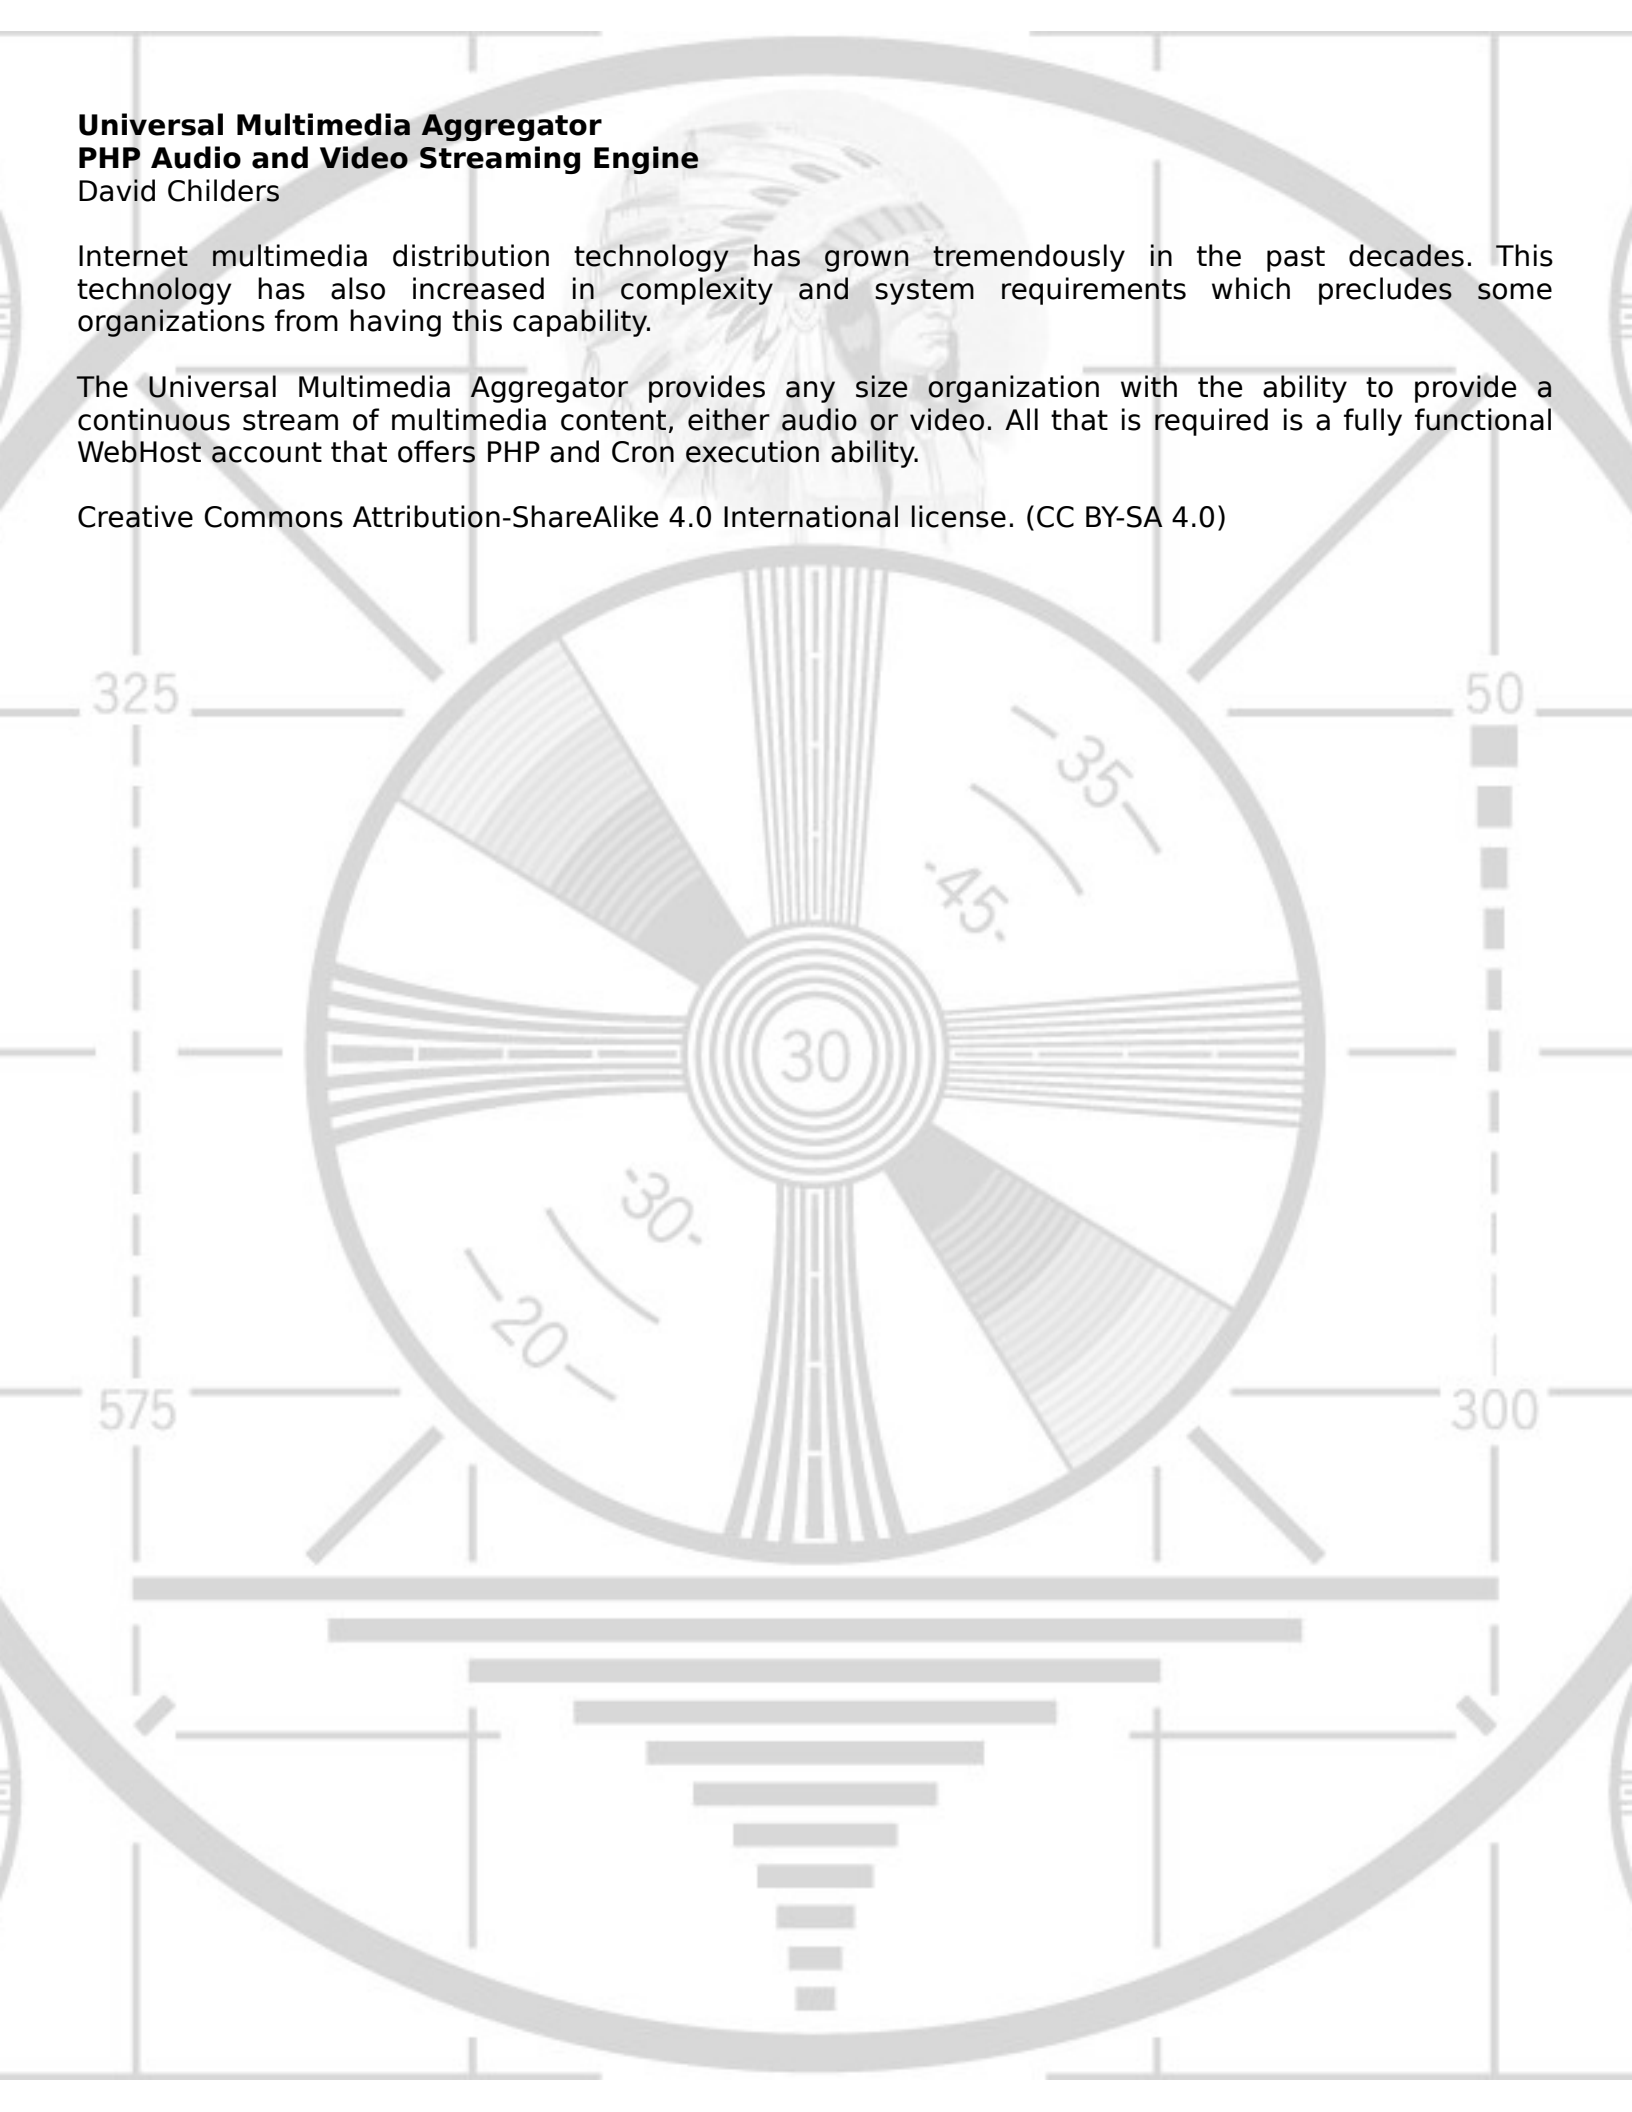 Universal Multimedia Aggregator
PHP Audio and Video Streaming Engine
David Childers
Internet multimedia distribution technology has grown tremendously in the past decades. This
technology has also increased in complexity and system requirements which precludes some
organizations from having this capability.
The Universal Multimedia Aggregator provides any size organization with the ability to provide a
continuous stream of multimedia content, either audio or video. All that is required is a fully functional
WebHost account that offers PHP and Cron execution ability.
Creative Commons Attribution-ShareAlike 4.0 International license. (CC BY-SA 4.0)
325
50
35
45
30
30
20
575
300